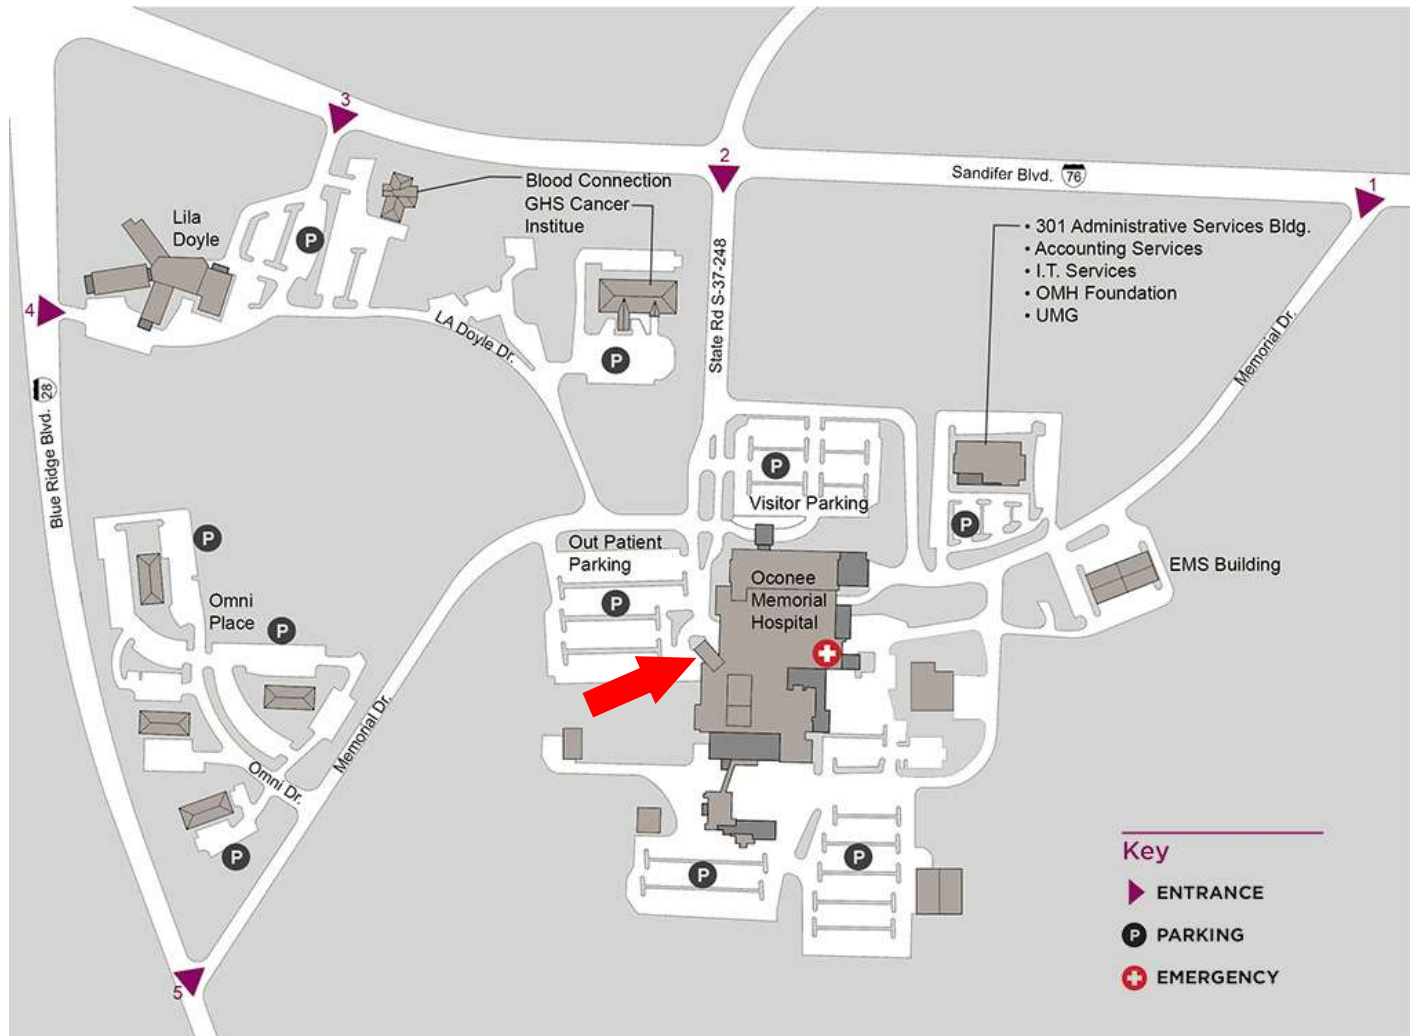 3
2
1
Sandifer Blvd. 76
Blood Connection
GHS Cancer
Institue
Lila
Doyle
• 301 Administrative Services Bldg.
• Accounting Services
• I.T. Services
• OMH Foundation
• UMG
P
4
State Rd S-37-248
LA Doyle Dr.
P
Memorial Dr.
Blue Ridge Blvd. 28
P
Visitor Parking
P
P
Out Patient
Parking
Oconee
Memorial
Hospital
EMS Building
P
Omni
Place
P
Memorial Dr.
Omni Dr.
P
P
P
Key
ENTRANCE
P PARKING
EMERGENCY
5